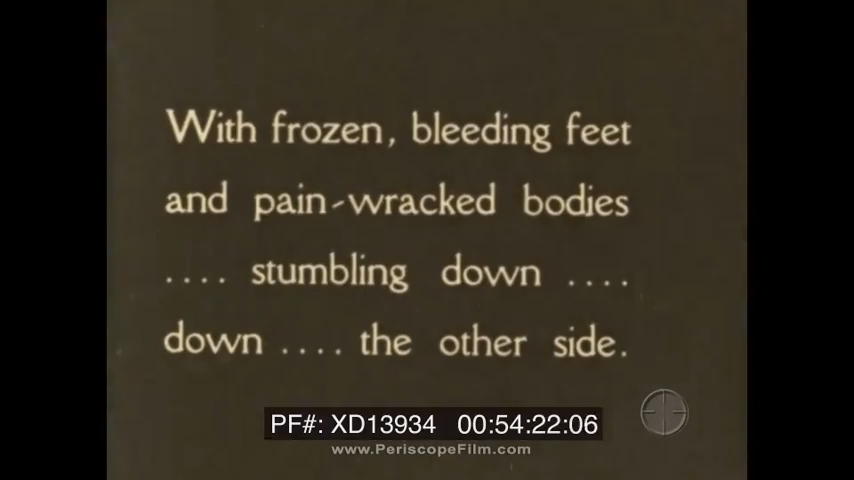 With frozen, bleeding feet
and pain-wracked bodies
.... stumbling down ....
down .... the other side.
PF#: XD13934 00:54:22:06
www.PeriscopeFilm.com